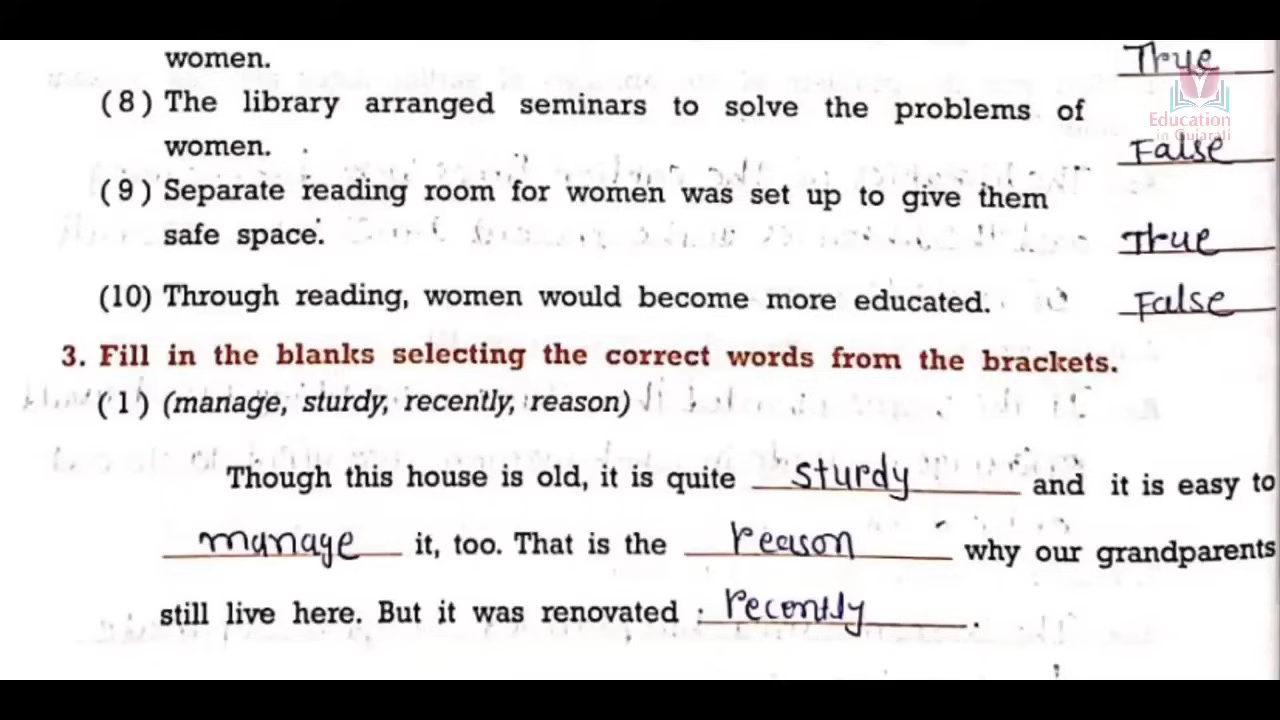 women. True
(8) The library arranged seminars to solve the problems of
women. False
(9) Separate reading room for women was set up to give them
safe space. True
(10) Through reading, women would become more educated. False
3. Fill in the blanks selecting the correct words from the brackets.
(1) (manage, sturdy, recently, reason)
Though this house is old, it is quite sturdy and it is easy to
manage it, too. That is the reason why our grandparents
still live here. But it was renovated recently.
Education
in Gujarati